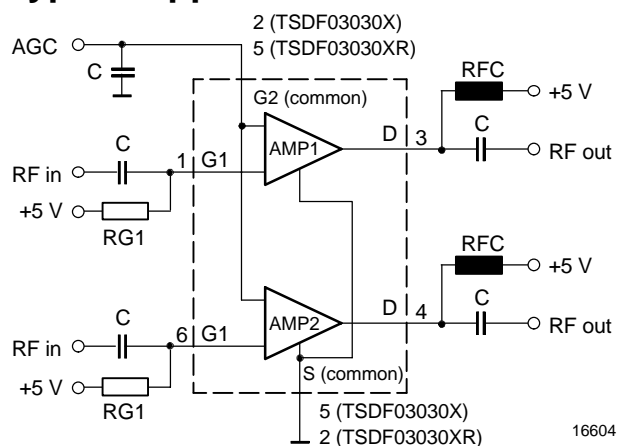 2 (TSDF03030X)
5 (TSDF03030XR)
AGC
C
RFC
+5 V
G2 (common)
C
RF in
1
G1
AMP1
D
3
C
RF out
+5 V
RG1
RFC
+5 V
C
RF in
6
G1
AMP2
D
4
C
RF out
+5 V
RG1
S (common)
5 (TSDF03030X)
2 (TSDF03030XR)
16604